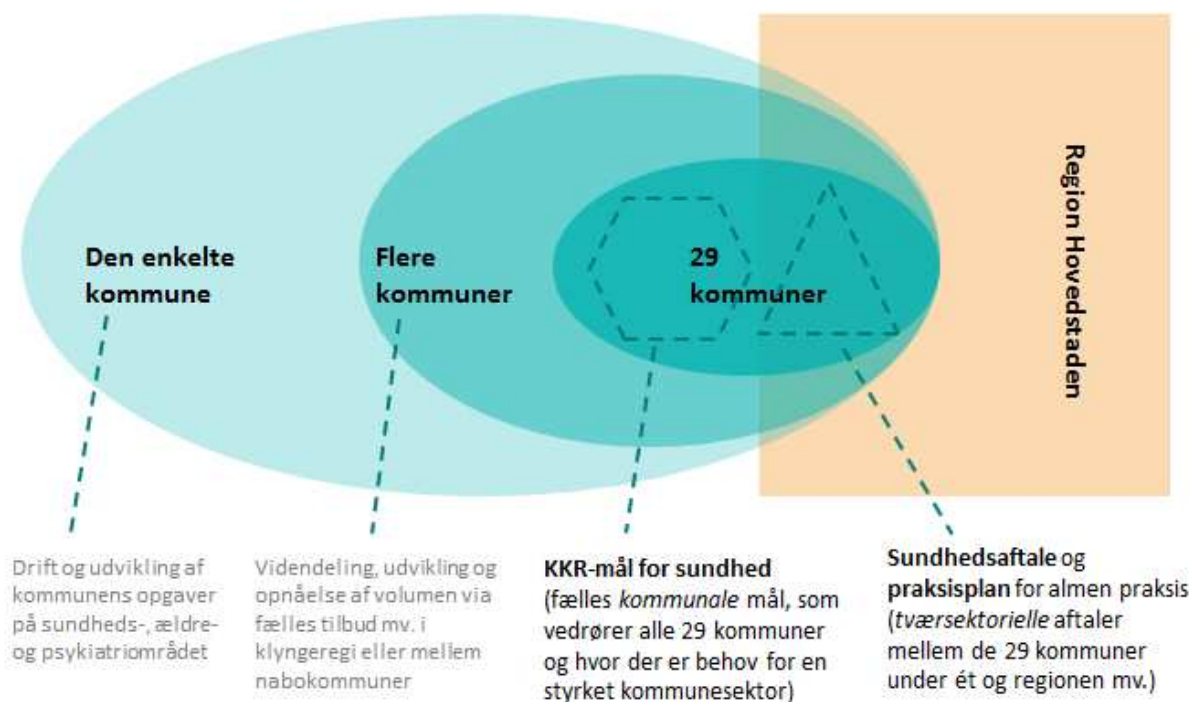 Den enkelte
kommune
Flere
kommuner
29
kommuner
Region Hovedstaden
Drift og udvikling af
kommunens opgaver
på sundheds-, ældre-
og psykiatriområdet
Videndeling, udvikling og
opnåelse af volumen via
fælles tilbud mv. i
klyngeregi eller mellem
nabokommuner
KKR-mål for sundhed
(fælles kommunale mål, som
vedrører alle 29 kommuner
og hvor der er behov for en
styrket kommunesektor)
Sundhedsaftale og
praksisplan for almen praksis
(tværsektorielle aftaler
mellem de 29 kommuner
under ét og regionen mv.)